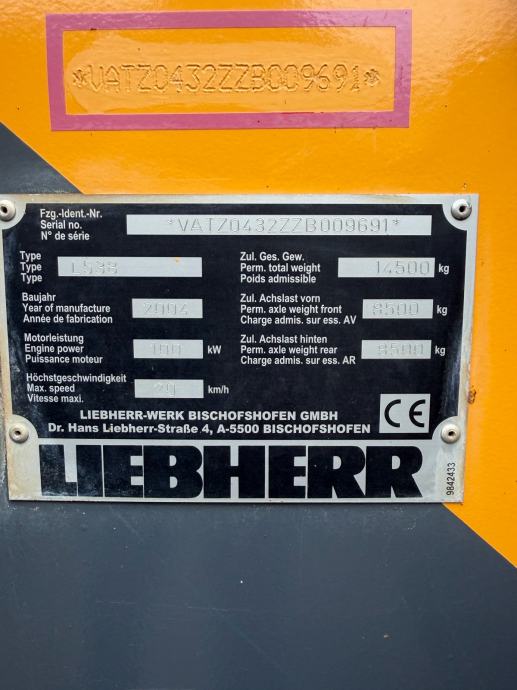 *VATZ0432ZZB009691*
Fzg.-Ident.-Nr.
Serial no.
N° de série
*VATZ0432ZZB009691*
Type
Type
Type
L538
Zul. Ges. Gew.
Perm. total weight
Poids admissible
14500 kg
Baujahr
Year of manufacture
Année de fabrication
2004
Zul. Achslast vorn
Perm. axle weight front
Charge admis. sur ess. AV
8500 kg
Motorleistung
Engine power
Puissance moteur
100 kW
Zul. Achslast hinten
Perm. axle weight rear
Charge admis. sur ess. AR
8500 kg
Höchstgeschwindigkeit
Max. speed
Vitesse maxi.
20 km/h
LIEBHERR-WERK BISCHOFSHOFEN GMBH
Dr. Hans Liebherr-Straße 4, A-5500 BISCHOFSHOFEN
CE
LIEBHERR
9842433